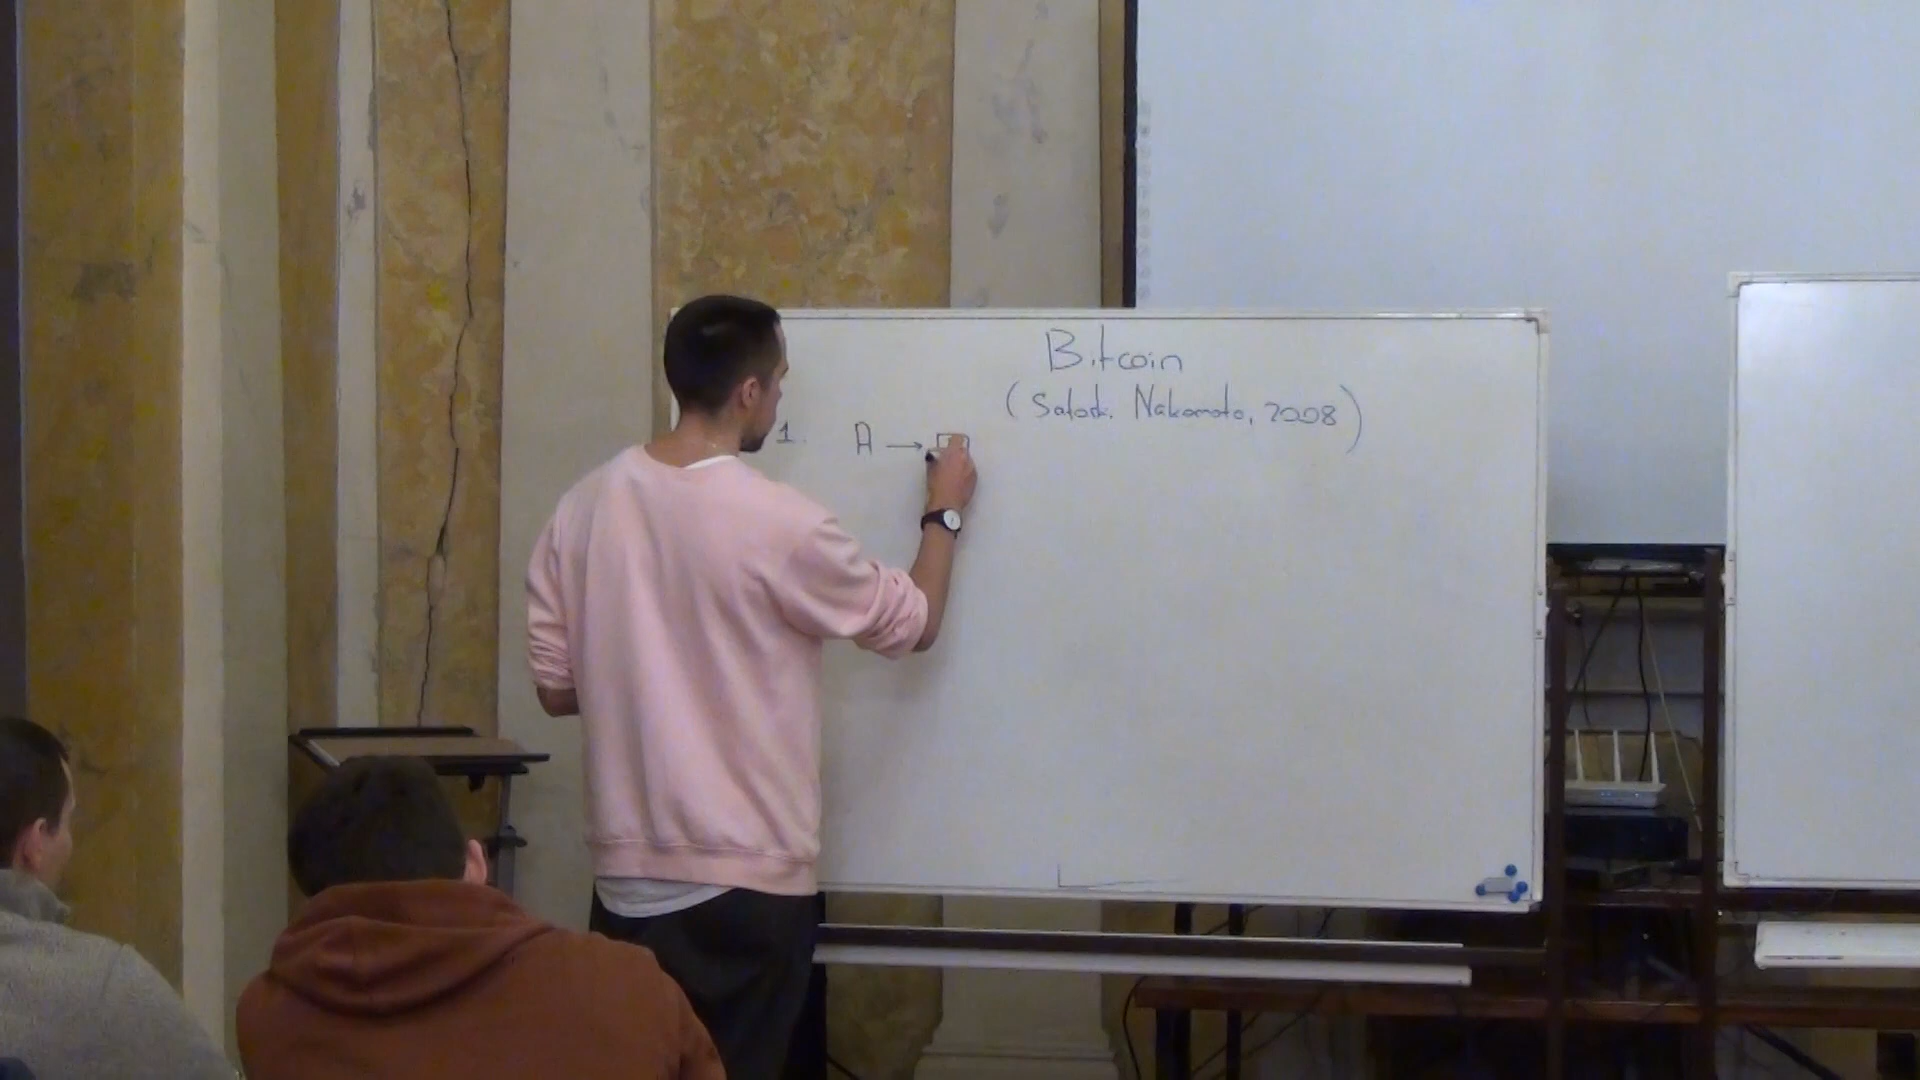 Bitcoin
(Satoshi Nakamoto, 2008)
1. A →